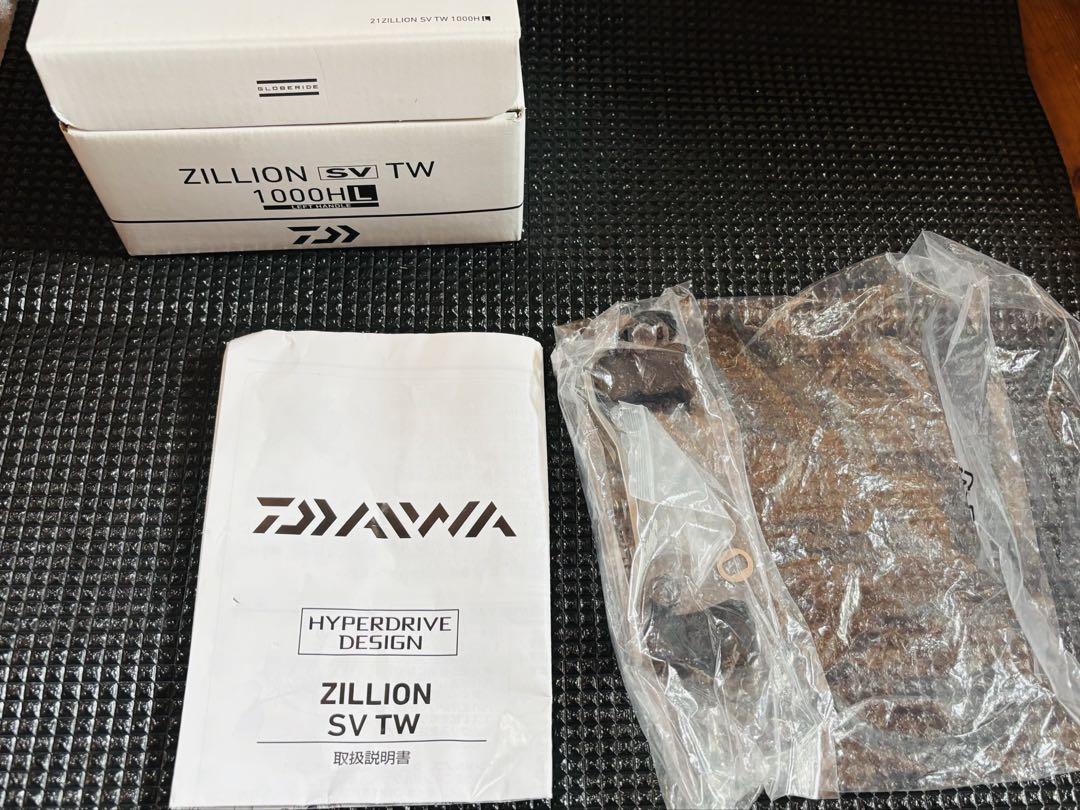 21ZILLION SV TW 1000H L
GLOBERIDE
ZILLION SV TW
1000HL
LEFT HANDLE
DAIWA
HYPERDRIVE
DESIGN
ZILLION
SV TW
取扱説明書